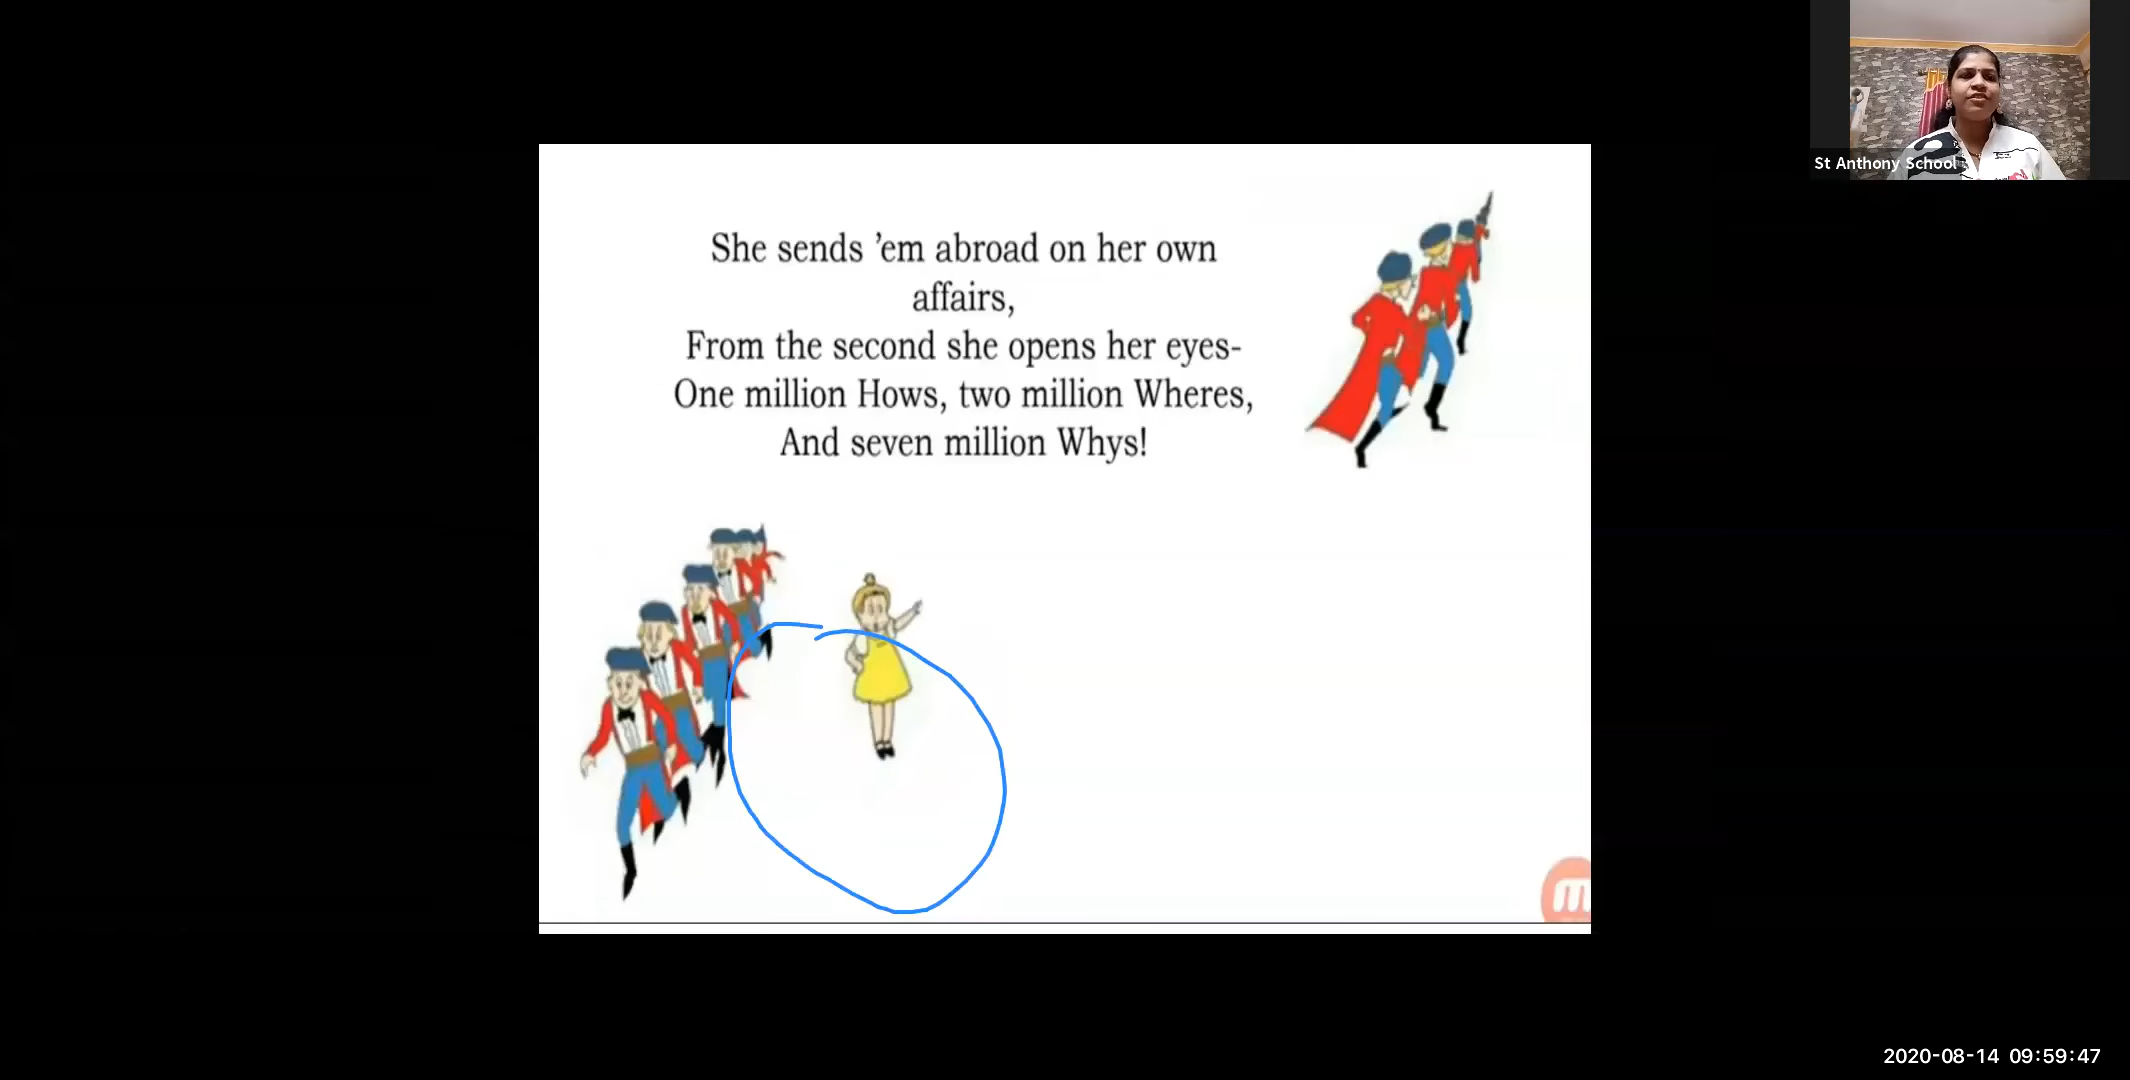 St Anthony School
She sends ’em abroad on her own
affairs,
From the second she opens her eyes-
One million Hows, two million Wheres,
And seven million Whys!
2020-08-14 09:59:47